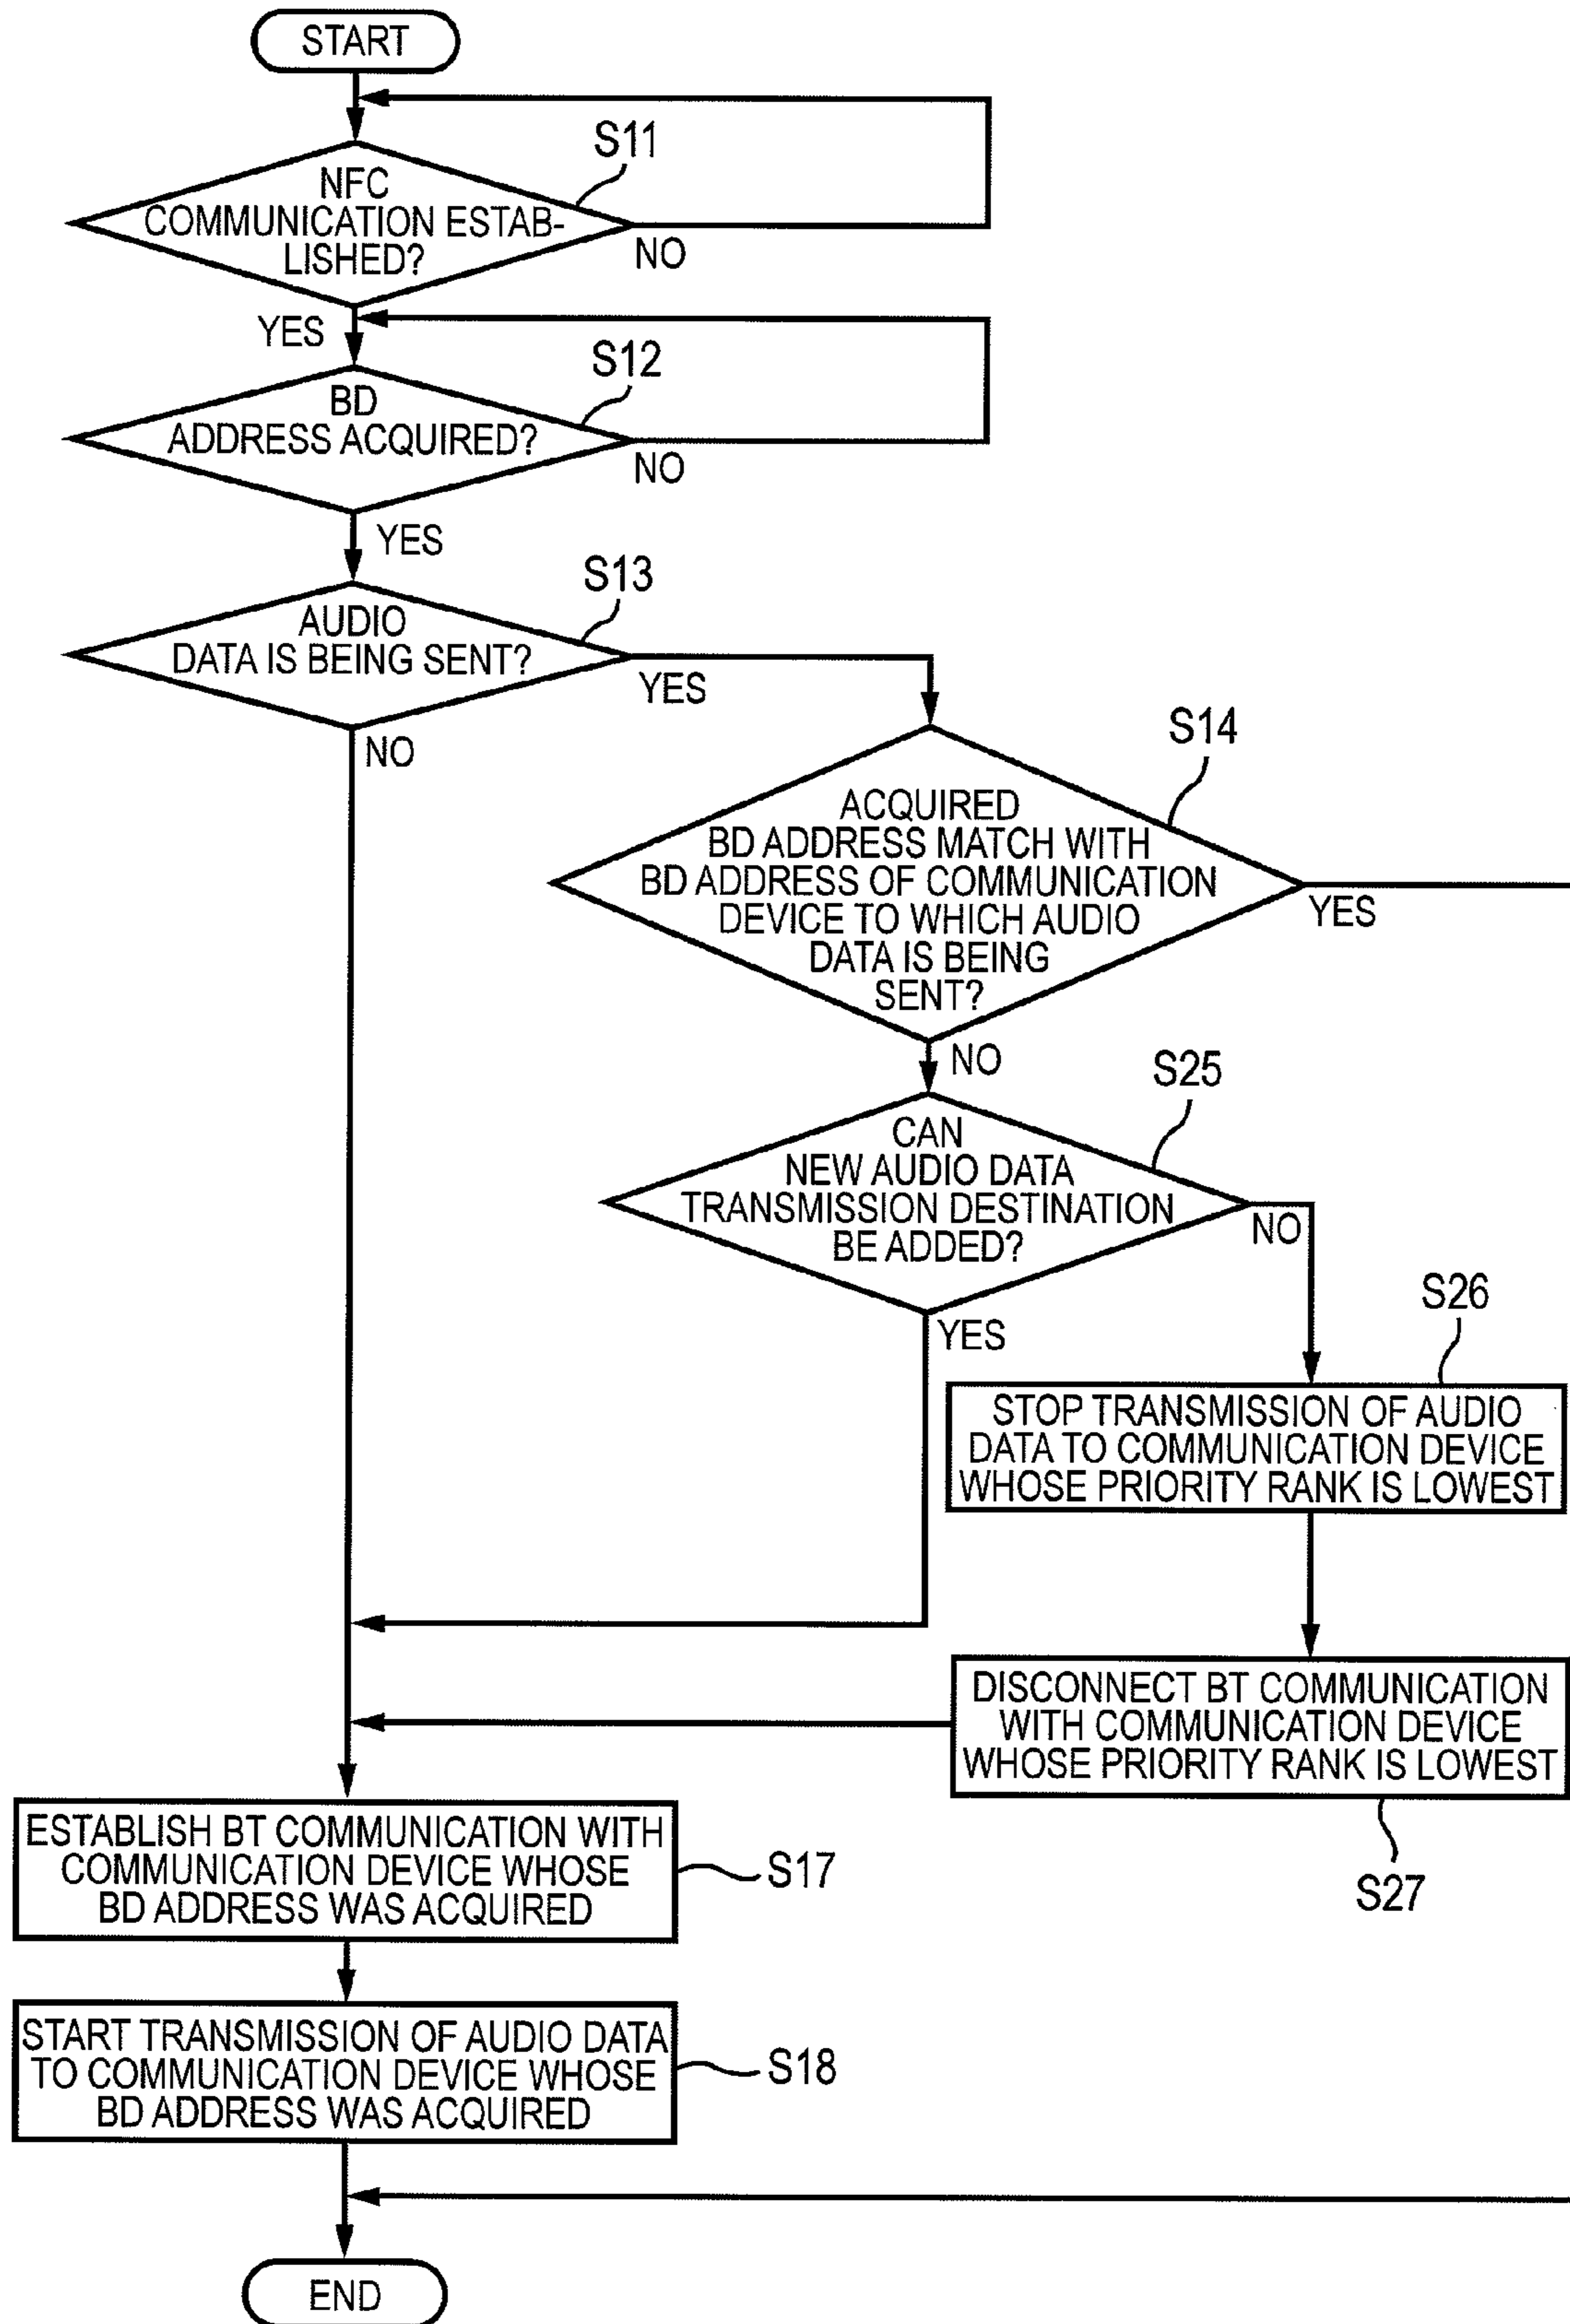 START
S11
NFC
COMMUNICATION ESTAB-
LISHED?
NO
YES
S12
BD
ADDRESS ACQUIRED?
NO
YES
S13
AUDIO
DATA IS BEING SENT?
YES
NO
S14
ACQUIRED
BD ADDRESS MATCH WITH
BD ADDRESS OF COMMUNICATION
DEVICE TO WHICH AUDIO
DATA IS BEING
SENT?
YES
NO
S25
CAN
NEW AUDIO DATA
TRANSMISSION DESTINATION
BE ADDED?
NO
YES
S26
STOP TRANSMISSION OF AUDIO
DATA TO COMMUNICATION DEVICE
WHOSE PRIORITY RANK IS LOWEST
DISCONNECT BT COMMUNICATION
WITH COMMUNICATION DEVICE
WHOSE PRIORITY RANK IS LOWEST
S27
ESTABLISH BT COMMUNICATION WITH
COMMUNICATION DEVICE WHOSE
BD ADDRESS WAS ACQUIRED
S17
START TRANSMISSION OF AUDIO DATA
TO COMMUNICATION DEVICE WHOSE
BD ADDRESS WAS ACQUIRED
S18
END